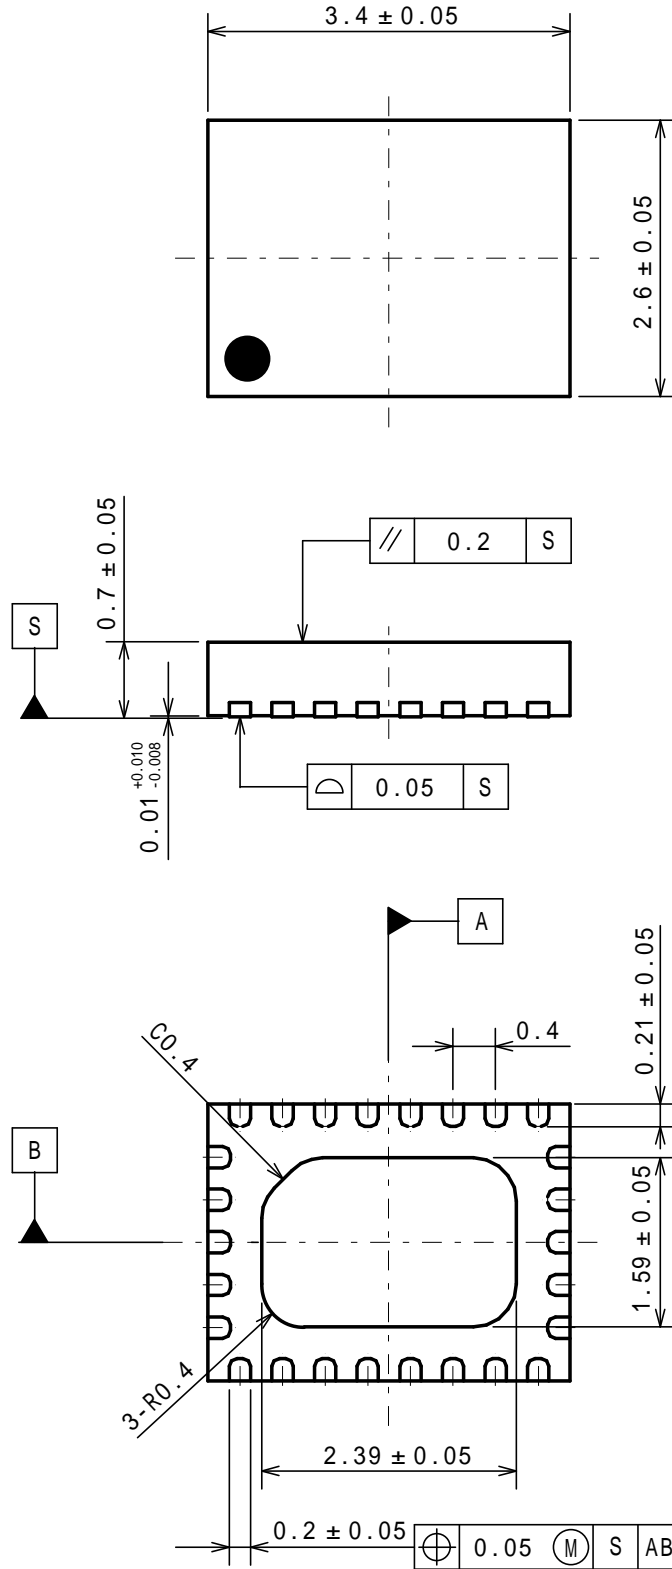 3.4 ± 0.05
2.6 ± 0.05
0.7 ± 0.05
// 0.2 S
S
0.01 +0.010 -0.008
0.05 S
A
0.21 ± 0.05
C0.4
0.4
B
1.59 ± 0.05
3-R0.4
2.39 ± 0.05
0.2 ± 0.05
0.05 Ⓜ S AB